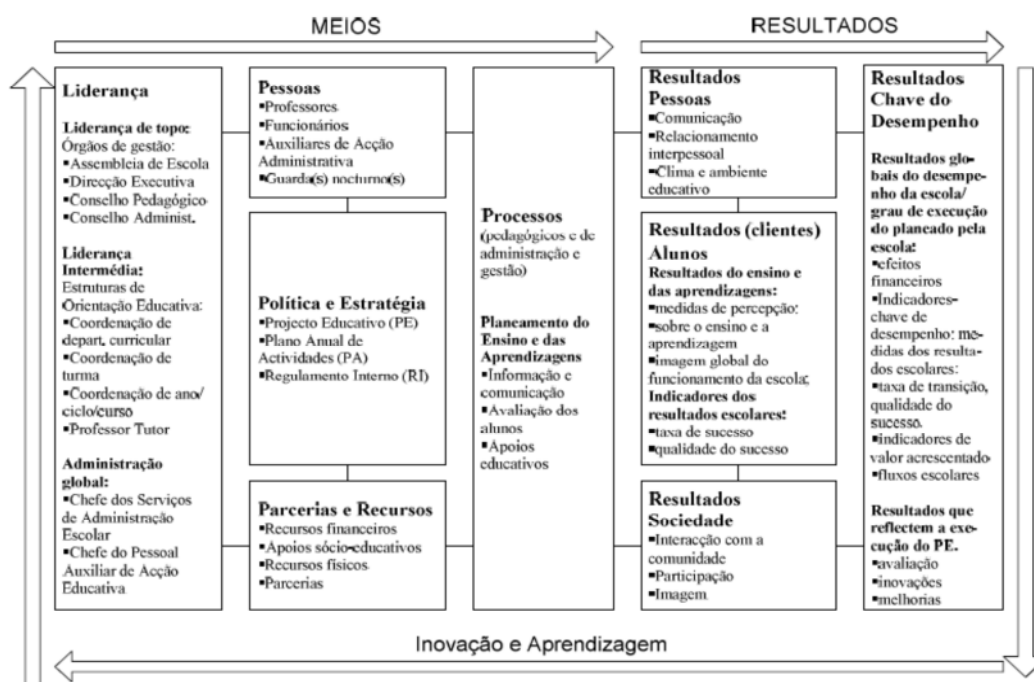 MEIOS
RESULTADOS
Liderança
Liderança de topo:
Órgãos de gestão:
▪Assembleia de Escola
▪Direcção Executiva
▪Conselho Pedagógico
▪Conselho Administ.
Liderança
Intermédia:
Estruturas de
Orientação Educativa:
▪Coordenação de
depart. curricular
▪Coordenação de
turma
▪Coordenação de ano/
ciclo/curso
▪Professor Tutor
Administração
global:
▪Chefe dos Serviços
de Administração
Escolar
▪Chefe do Pessoal
Auxiliar de Acção
Educativa
Pessoas
▪Professores
▪Funcionários
▪Auxiliares de Acção
Administrativa
▪Guarda(s) nocturno(s)
Política e Estratégia
▪Projecto Educativo (PE)
▪Plano Anual de
Actividades (PA)
▪Regulamento Interno (RI)
Parcerias e Recursos
▪Recursos financeiros
▪Apoios sócio-educativos
▪Recursos físicos
▪Parcerias
Processos
(pedagógicos e de
administração e
gestão)
Planeamento do
Ensino e das
Aprendizagens
▪Informação e
comunicação
▪Avaliação dos
alunos
▪Apoios
educativos
Resultados
Pessoas
▪Comunicação
▪Relacionamento
interpessoal
▪Clima e ambiente
educativo
Resultados (clientes)
Alunos
Resultados do ensino e
das aprendizagens:
▪medidas de percepção:
▪sobre o ensino e a
aprendizagem
▪imagem global do
funcionamento da escola;
Indicadores dos
resultados escolares:
▪taxa de sucesso
▪qualidade do sucesso
Resultados
Sociedade
▪Interacção com a
comunidade
▪Participação
▪Imagem
Resultados
Chave do
Desempenho
Resultados glo-
bais do desempe-
nho da escola/
grau de execução
do planeado pela
escola:
▪efeitos
financeiros
▪Indicadores-
chave de
desempenho: me-
didas dos resulta-
dos escolares:
▪taxa de transição,
qualidade do
sucesso.
▪indicadores de
valor acrescentado
▪fluxos escolares
Resultados que
reflectem a exe-
cução do PE.
▪avaliação
▪inovações
▪melhorias
Inovação e Aprendizagem